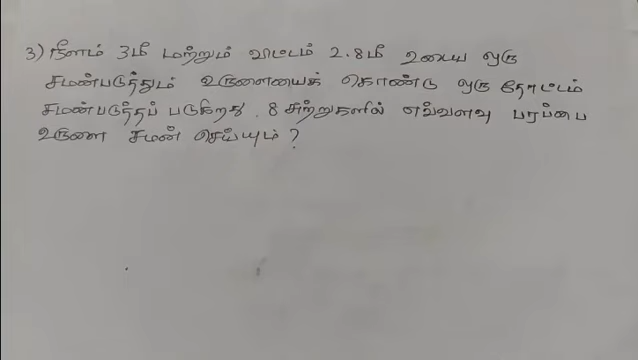 3) நீளம் 3மீ மற்றும் விட்டம் 2.8மீ உடைய ஒரு
சமன்படுத்தும் உருளையைக் கொண்டு ஒரு தோட்டம்
சமன்படுத்தப் படுகிறது. 8 சுற்றுகளில் எவ்வளவு பரப்பை
உருளை சமன் செய்யும்?